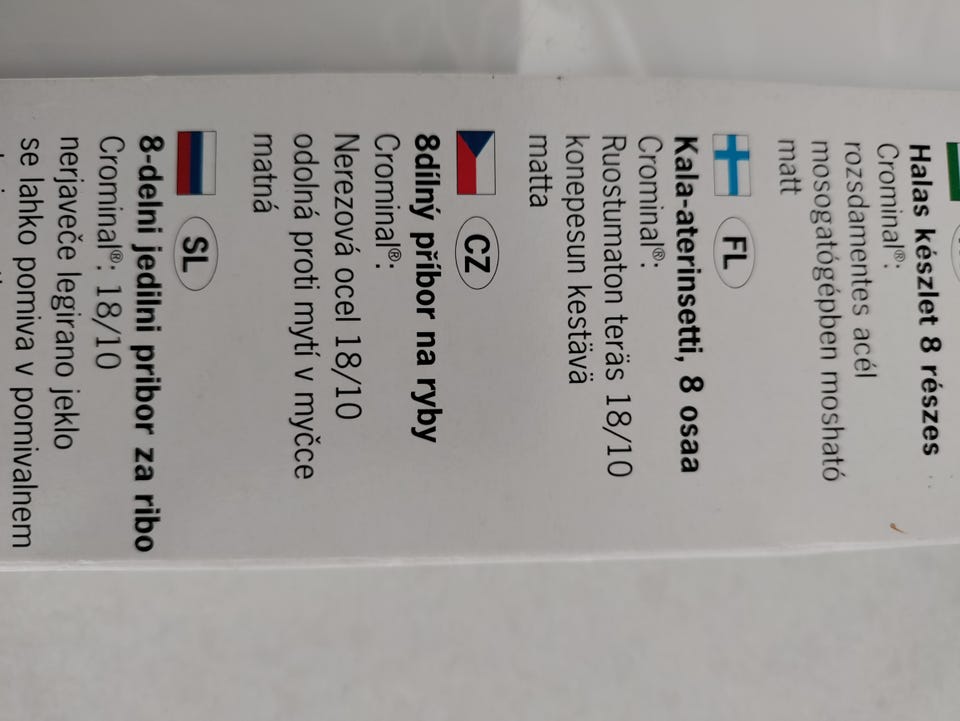 Halas készlet 8 részes
Crominal®:
rozsdamentes acél
mosogatógépben mosható
matt
FL
Kala-aterinsetti, 8 osaa
Crominal®:
Ruostumaton teräs 18/10
konepesun kestävä
matta
CZ
8dílný příbor na ryby
Crominal®:
Nerezová ocel 18/10
odolná proti mytí v myčce
matná
SL
8-delni jedilni pribor za ribo
Crominal®: 18/10
nerjaveče legirano jeklo
se lahko pomiva v pomivalnem